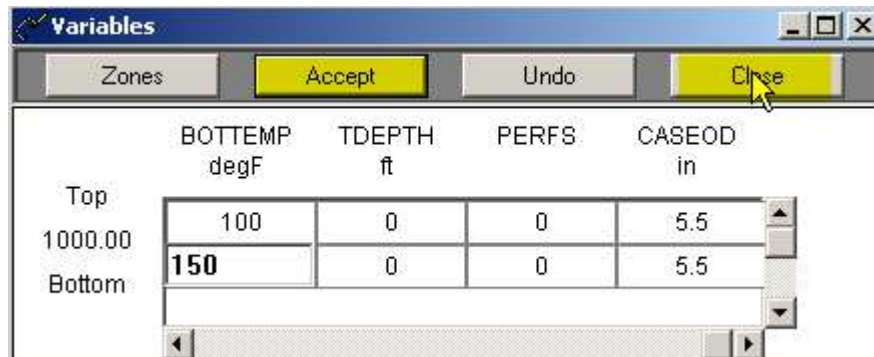 Variables
Zones Accept Undo Close
BOTTEMP TDEPTH PERFS CASEOD
degF ft in
Top
100 0 0 5.5
1000.00
150 0 0 5.5
Bottom